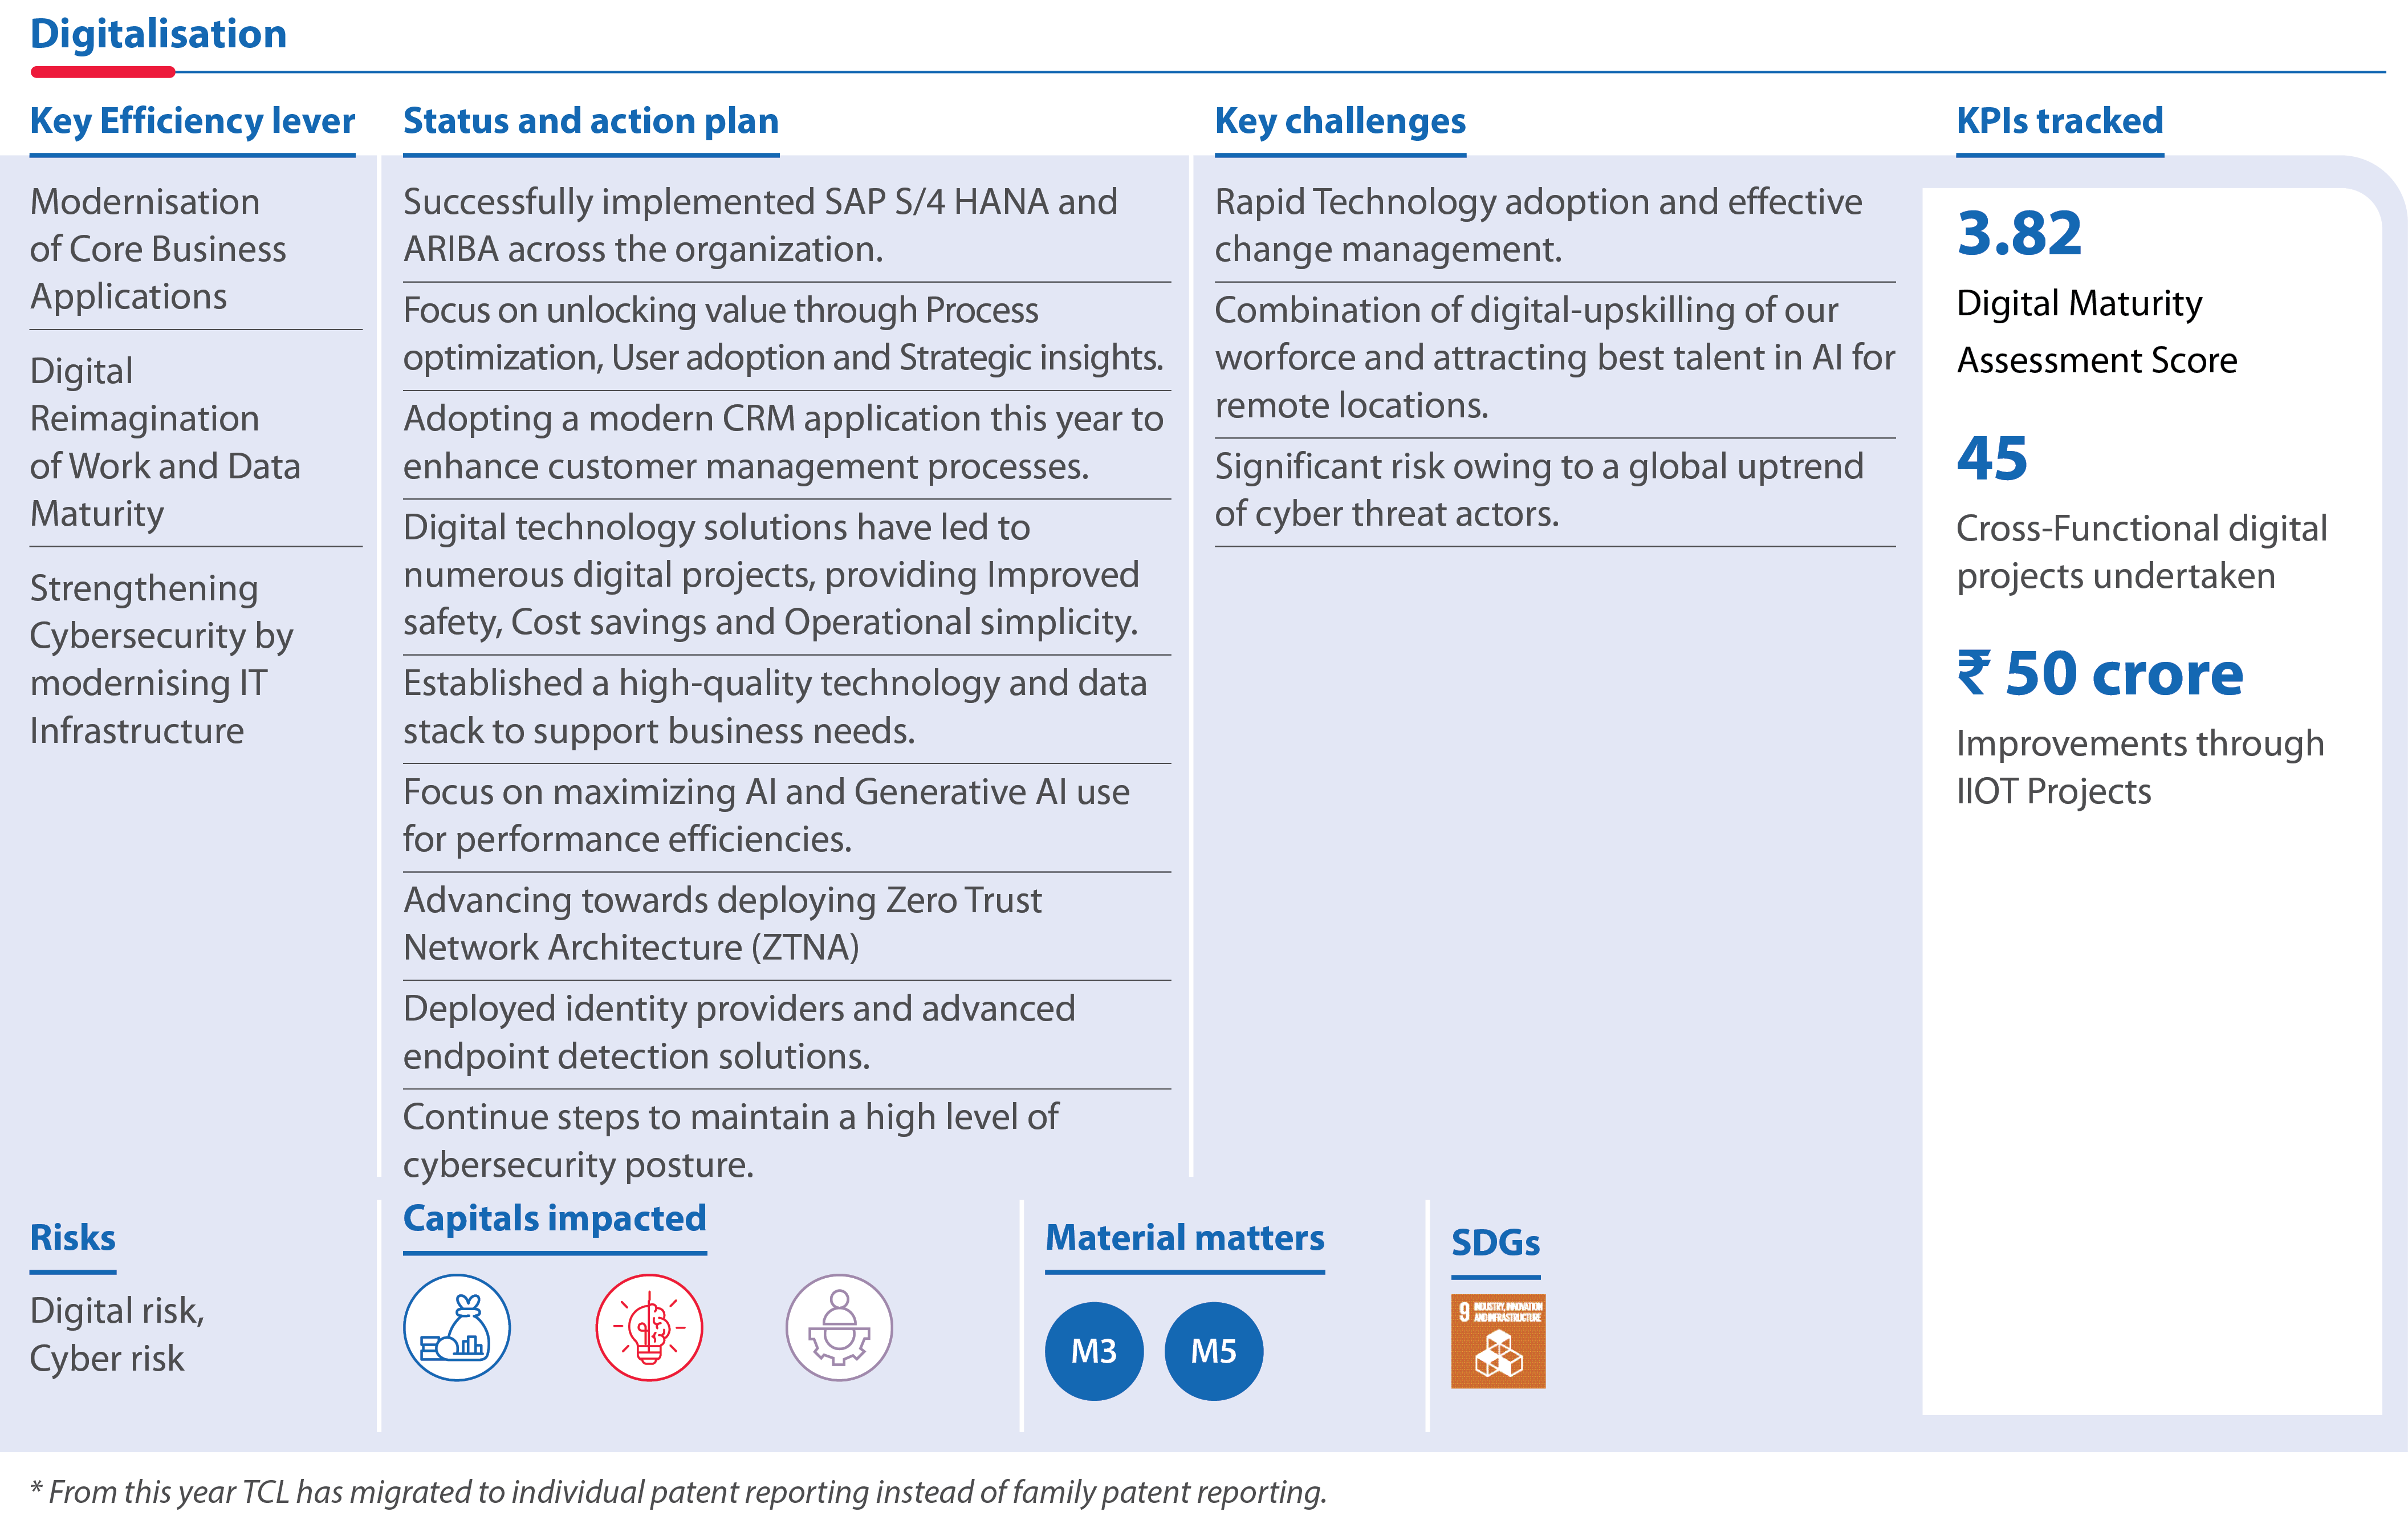 Digitalisation
Key Efficiency lever
Modernisation
of Core Business
Applications
Digital
Reimagination
of Work and Data
Maturity
Strengthening
Cybersecurity by
modernising IT
Infrastructure
Status and action plan
Successfully implemented SAP S/4 HANA and
ARIBA across the organization.
Focus on unlocking value through Process
optimization, User adoption and Strategic insights.
Adopting a modern CRM application this year to
enhance customer management processes.
Digital technology solutions have led to
numerous digital projects, providing Improved
safety, Cost savings and Operational simplicity.
Established a high-quality technology and data
stack to support business needs.
Focus on maximizing AI and Generative AI use
for performance efficiencies.
Advancing towards deploying Zero Trust
Network Architecture (ZTNA)
Deployed identity providers and advanced
endpoint detection solutions.
Continue steps to maintain a high level of
cybersecurity posture.
Key challenges
Rapid Technology adoption and effective
change management.
Combination of digital-upskilling of our
worforce and attracting best talent in AI for
remote locations.
Significant risk owing to a global uptrend
of cyber threat actors.
KPIs tracked
3.82
Digital Maturity
Assessment Score
45
Cross-Functional digital
projects undertaken
₹ 50 crore
Improvements through
IIOT Projects
Risks
Digital risk,
Cyber risk
Capitals impacted
Material matters
M3 M5
SDGs
9 INDUSTRY, INNOVATION
AND INFRASTRUCTURE
* From this year TCL has migrated to individual patent reporting instead of family patent reporting.